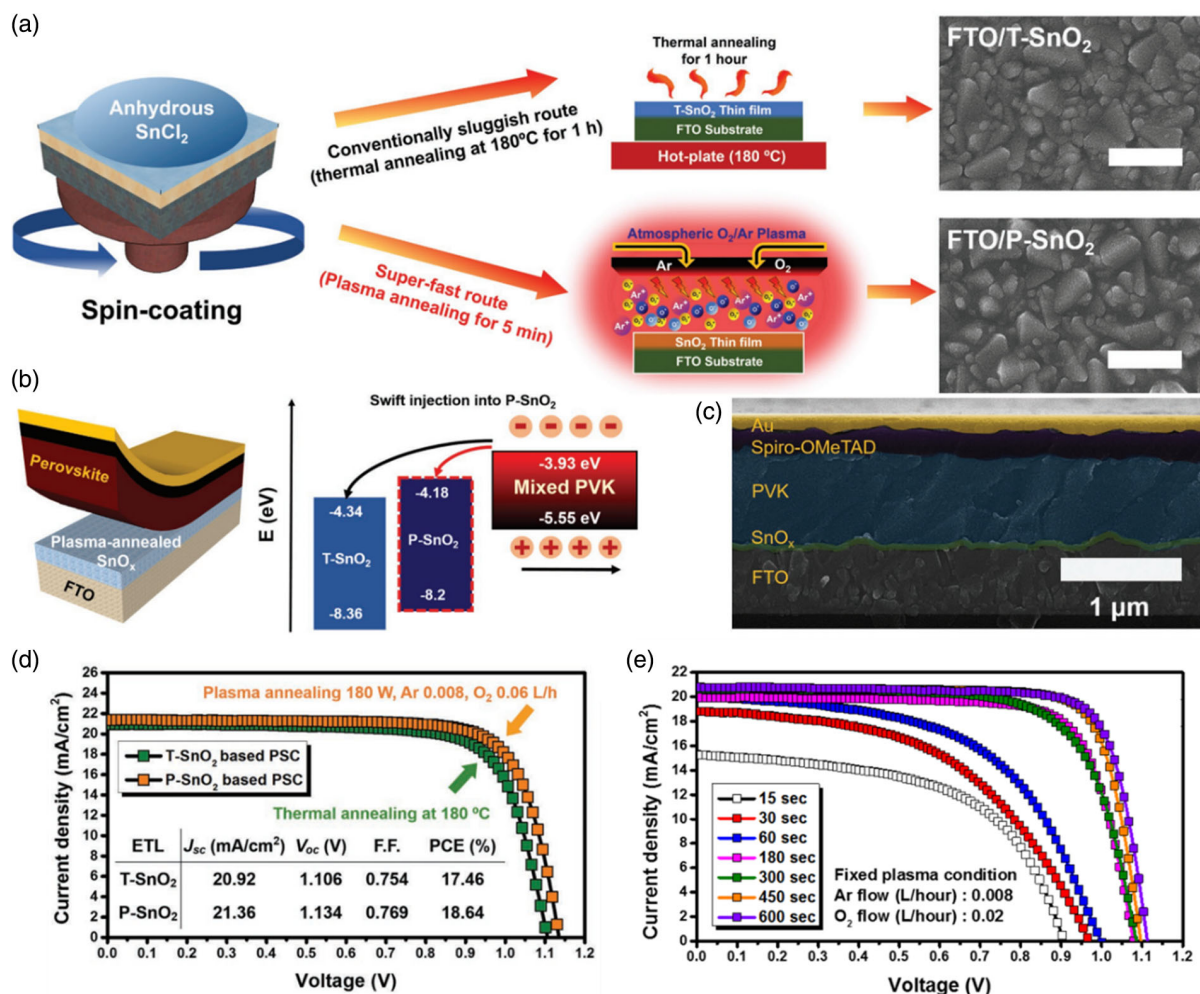 (a)
Anhydrous
SnCl₂
Spin-coating
Conventionally sluggish route
(thermal annealing at 180ºC for 1 h)
Super-fast route
(Plasma annealing for 5 min)
Thermal annealing
for 1 hour
T-SnO₂ Thin film
FTO Substrate
Hot-plate (180 ºC)
Atmospheric O₂/Ar Plasma
Ar
O₂
Ar⁺
SnO₂ Thin film
FTO Substrate
FTO/T-SnO₂
FTO/P-SnO₂
(b)
Perovskite
Plasma-annealed
SnOₓ
FTO
E (eV)
Swift injection into P-SnO₂
-4.34
T-SnO₂
-8.36
-4.18
P-SnO₂
-8.2
-3.93 eV
Mixed PVK
-5.55 eV
(c)
Au
Spiro-OMeTAD
PVK
SnOₓ
FTO
1 µm
(d)
Current density (mA/cm²)
26
24
22
20
18
16
14
12
10
8
6
4
2
0
Plasma annealing 180 W, Ar 0.008, O₂ 0.06 L/h
T-SnO₂ based PSC
P-SnO₂ based PSC
Thermal annealing at 180 ºC
ETL Jsc (mA/cm²) Voc (V) F.F. PCE (%)
T-SnO₂ 20.92 1.106 0.754 17.46
P-SnO₂ 21.36 1.134 0.769 18.64
0.0 0.1 0.2 0.3 0.4 0.5 0.6 0.7 0.8 0.9 1.0 1.1 1.2
Voltage (V)
(e)
Current density (mA/cm²)
22
20
18
16
14
12
10
8
6
4
2
0
15 sec
30 sec
60 sec
180 sec
300 sec
450 sec
600 sec
Fixed plasma condition
Ar flow (L/hour) : 0.008
O₂ flow (L/hour) : 0.02
0.0 0.1 0.2 0.3 0.4 0.5 0.6 0.7 0.8 0.9 1.0 1.1 1.2
Voltage (V)